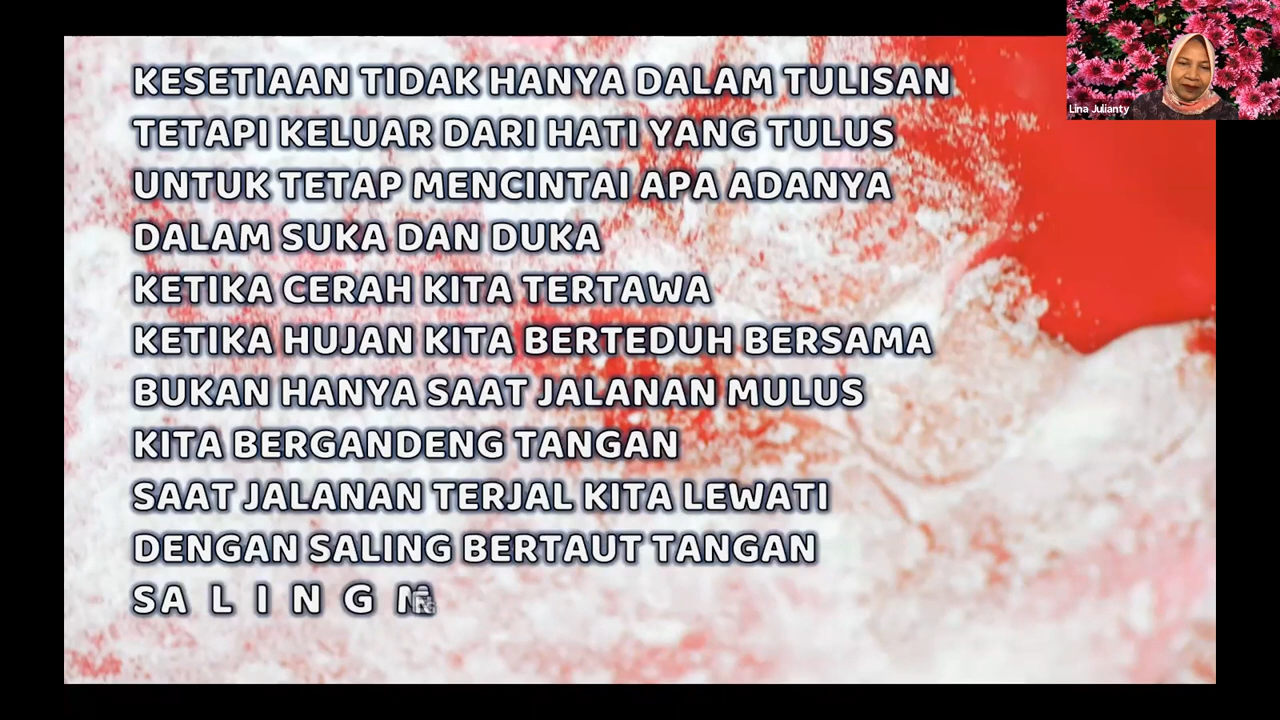 KESETIAAN TIDAK HANYA DALAM TULISAN
TETAPI KELUAR DARI HATI YANG TULUS
UNTUK TETAP MENCINTAI APA ADANYA
DALAM SUKA DAN DUKA
KETIKA CERAH KITA TERTAWA
KETIKA HUJAN KITA BERTEDUH BERSAMA
BUKAN HANYA SAAT JALANAN MULUS
KITA BERGANDENG TANGAN
SAAT JALANAN TERJAL KITA LEWATI
DENGAN SALING BERTAUT TANGAN
SALING
Lina Julianty